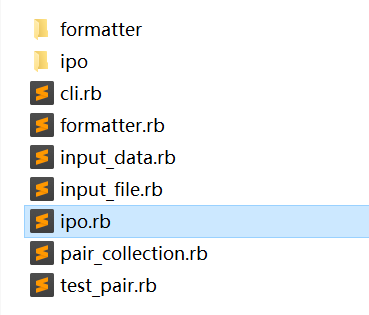 formatter
ipo
cli.rb
formatter.rb
input_data.rb
input_file.rb
ipo.rb
pair_collection.rb
test_pair.rb